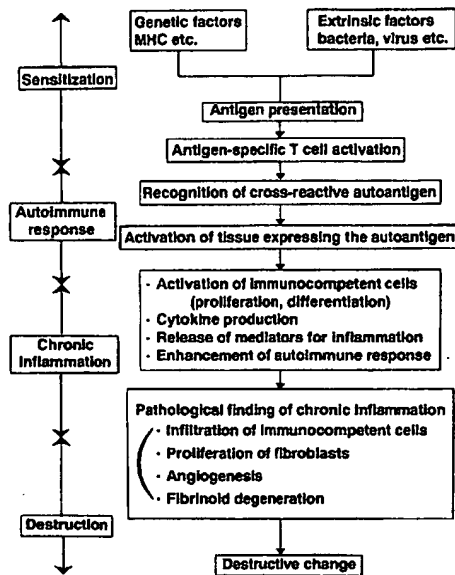 Genetic factors
MHC etc.
Extrinsic factors
bacteria, virus etc.
Sensitization
Antigen presentation
Antigen-specific T cell activation
Recognition of cross-reactive autoantigen
Autoimmune
response
Activation of tissue expressing the autoantigen
· Activation of immunocompetent cells
(proliferation, differentiation)
· Cytokine production
· Release of mediators for inflammation
· Enhancement of autoimmune response
Chronic
Inflammation
Pathological finding of chronic inflammation
· Infiltration of immunocompetent cells
· Proliferation of fibroblasts
· Angiogenesis
· Fibrinoid degeneration
Destruction
Destructive change